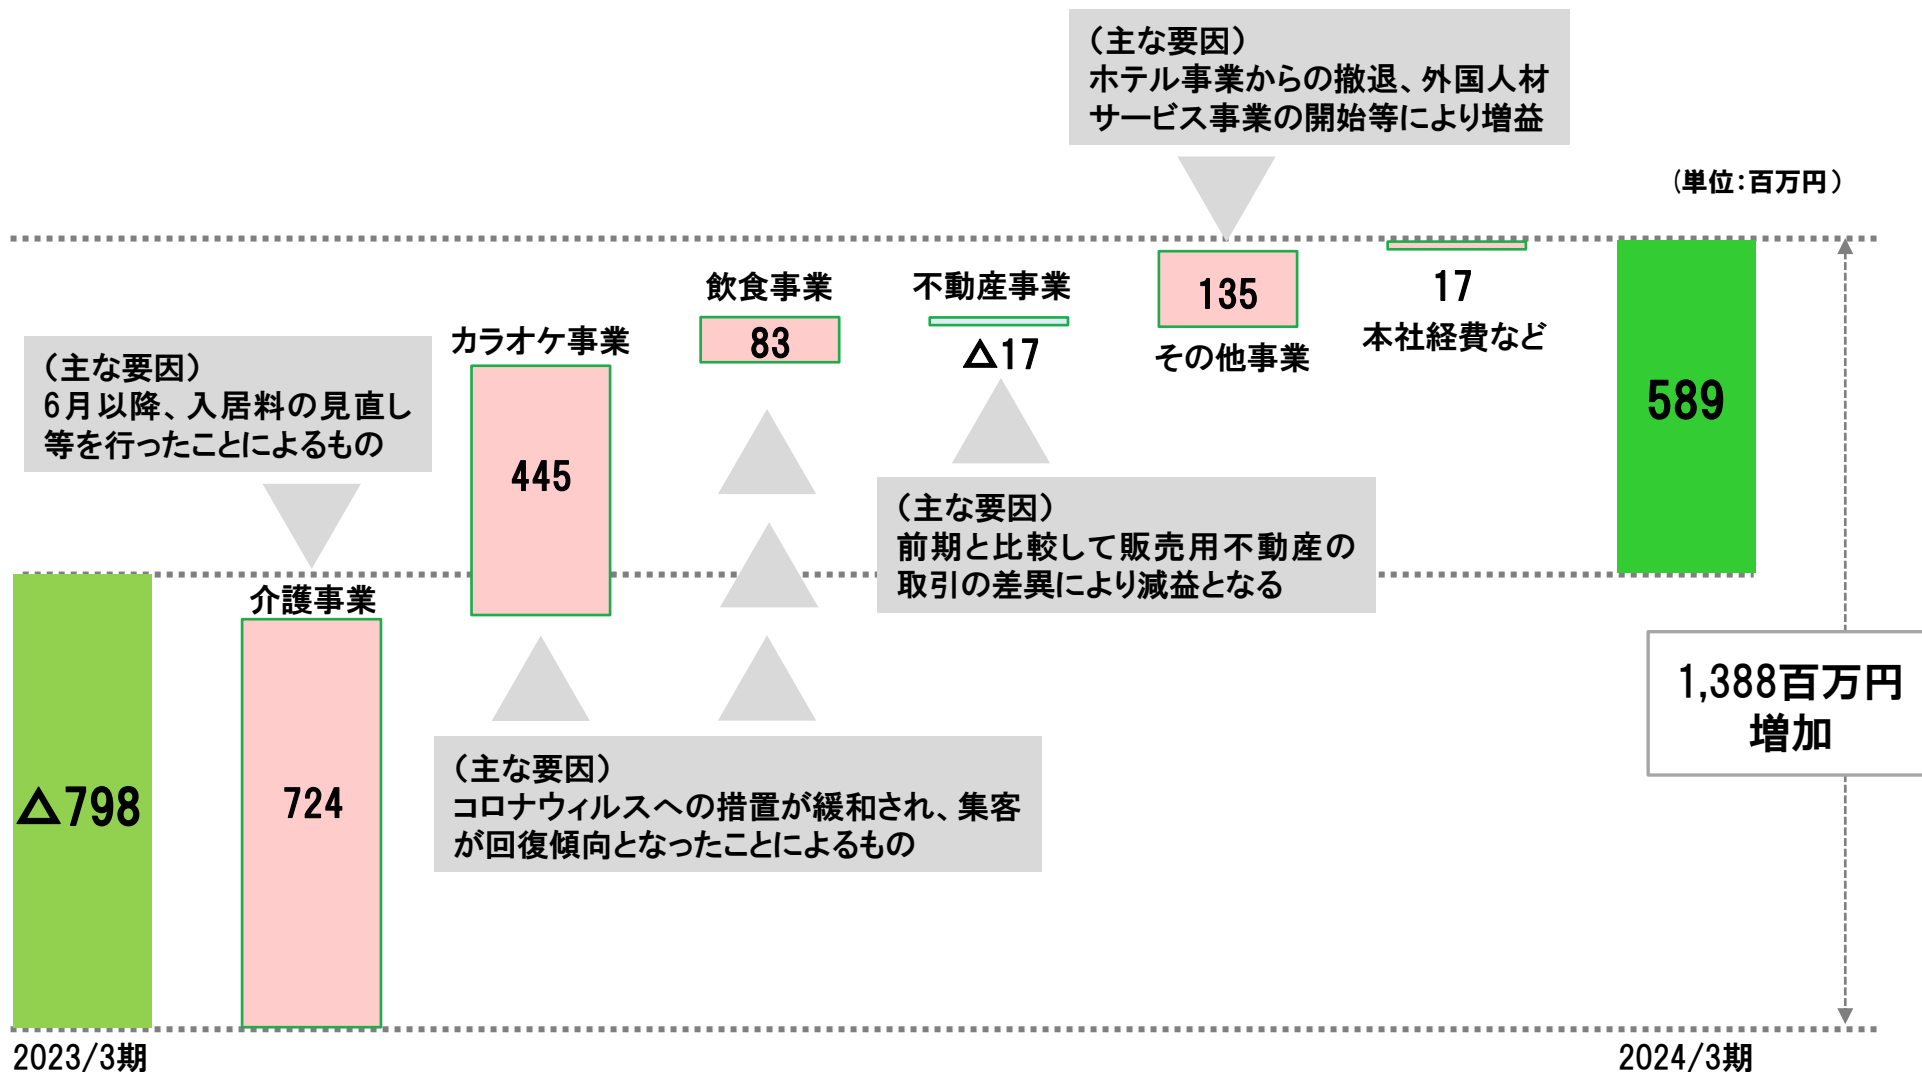 （主な要因）
ホテル事業からの撤退、外国人材
サービス事業の開始等により増益
（単位：百万円）
飲食事業
83
不動産事業
△17
135
その他事業
17
本社経費など
カラオケ事業
445
（主な要因）
6月以降、入居料の見直し
等を行ったことによるもの
589
（主な要因）
前期と比較して販売用不動産の
取引の差異により減益となる
介護事業
724
△798
（主な要因）
コロナウィルスへの措置が緩和され、集客
が回復傾向となったことによるもの
1,388百万円
増加
2023/3期
2024/3期